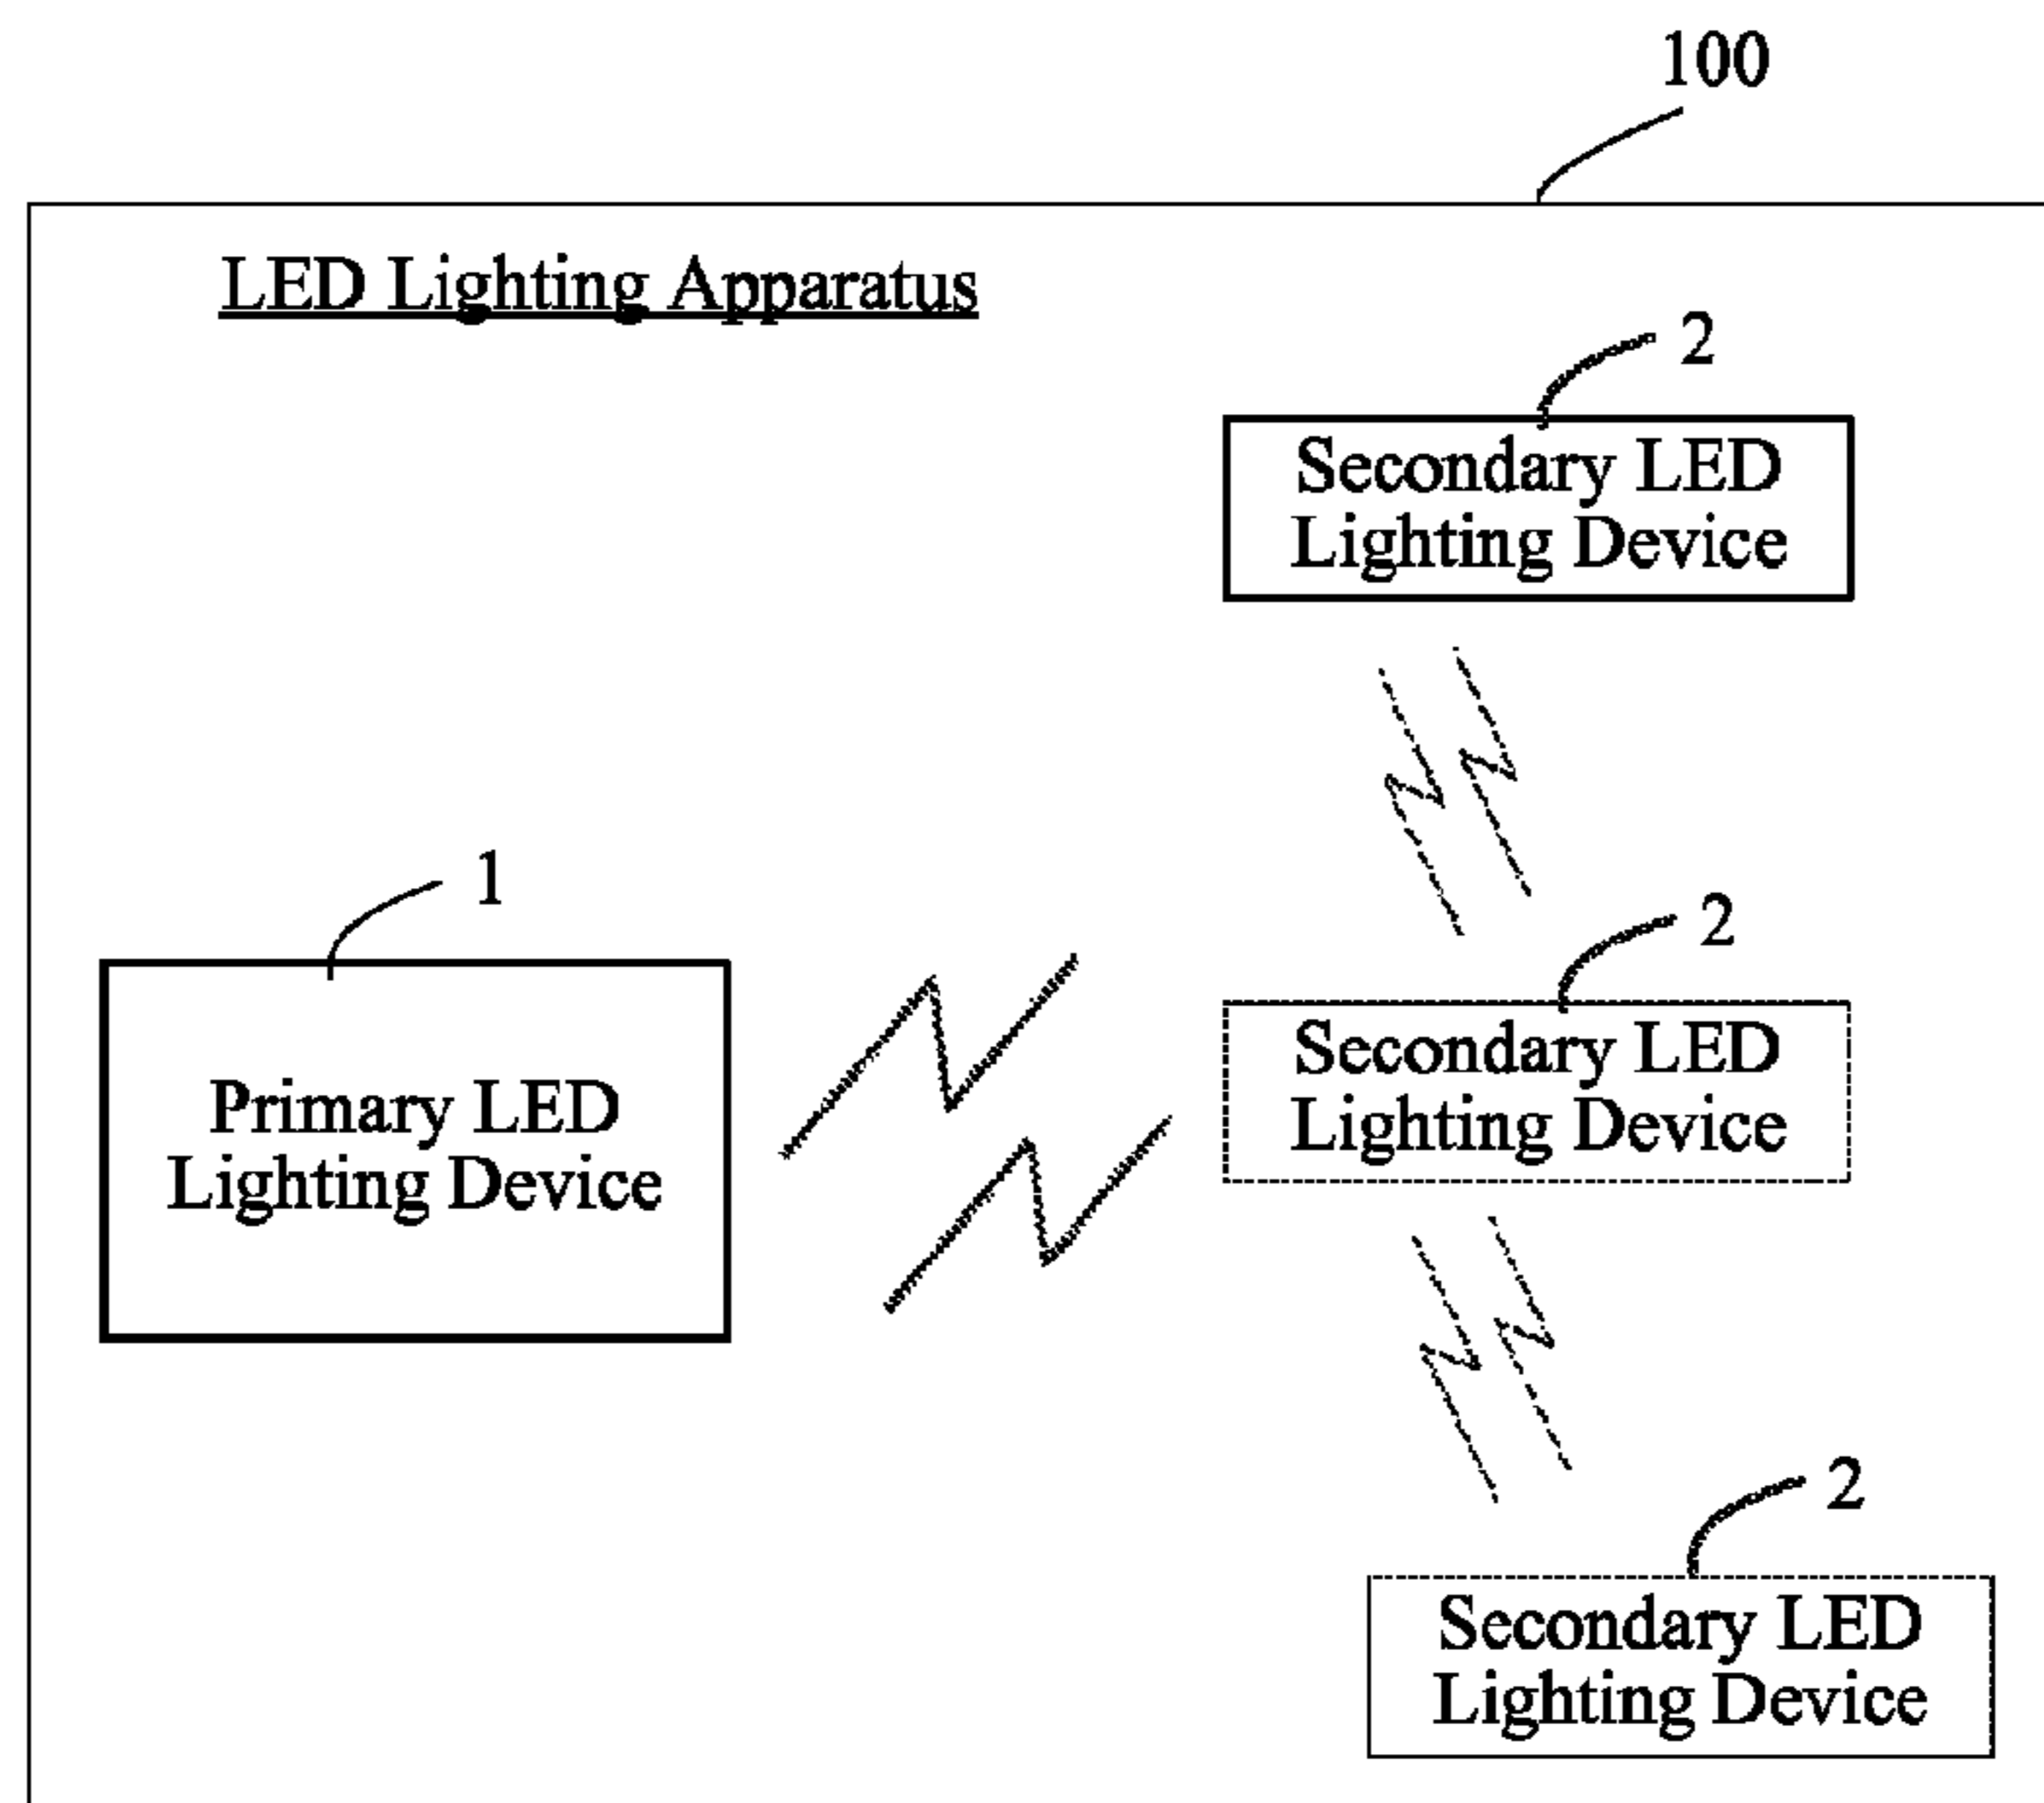 100
LED Lighting Apparatus
2
Secondary LED
Lighting Device
1
Primary LED
Lighting Device
2
Secondary LED
Lighting Device
2
Secondary LED
Lighting Device